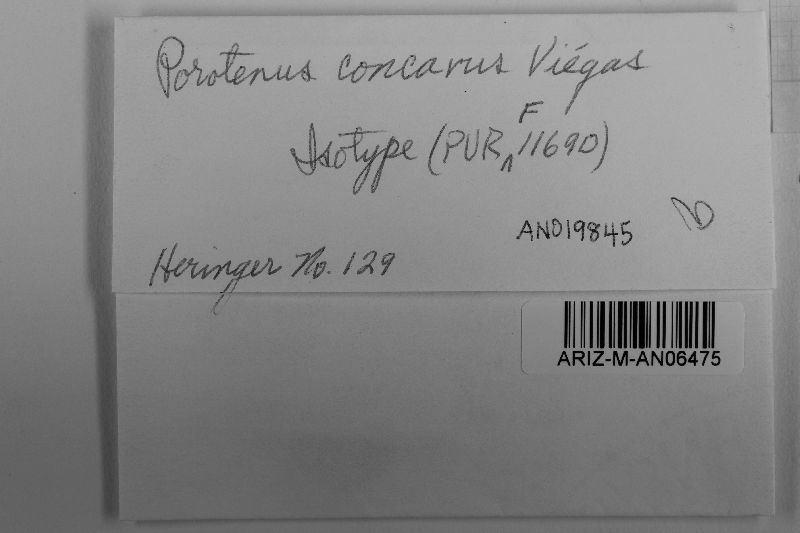 Porotenus concavus Viégas
Isotype (PUR F 11690)
AN019845
Heringer No. 129
ARIZ-M-AN06475